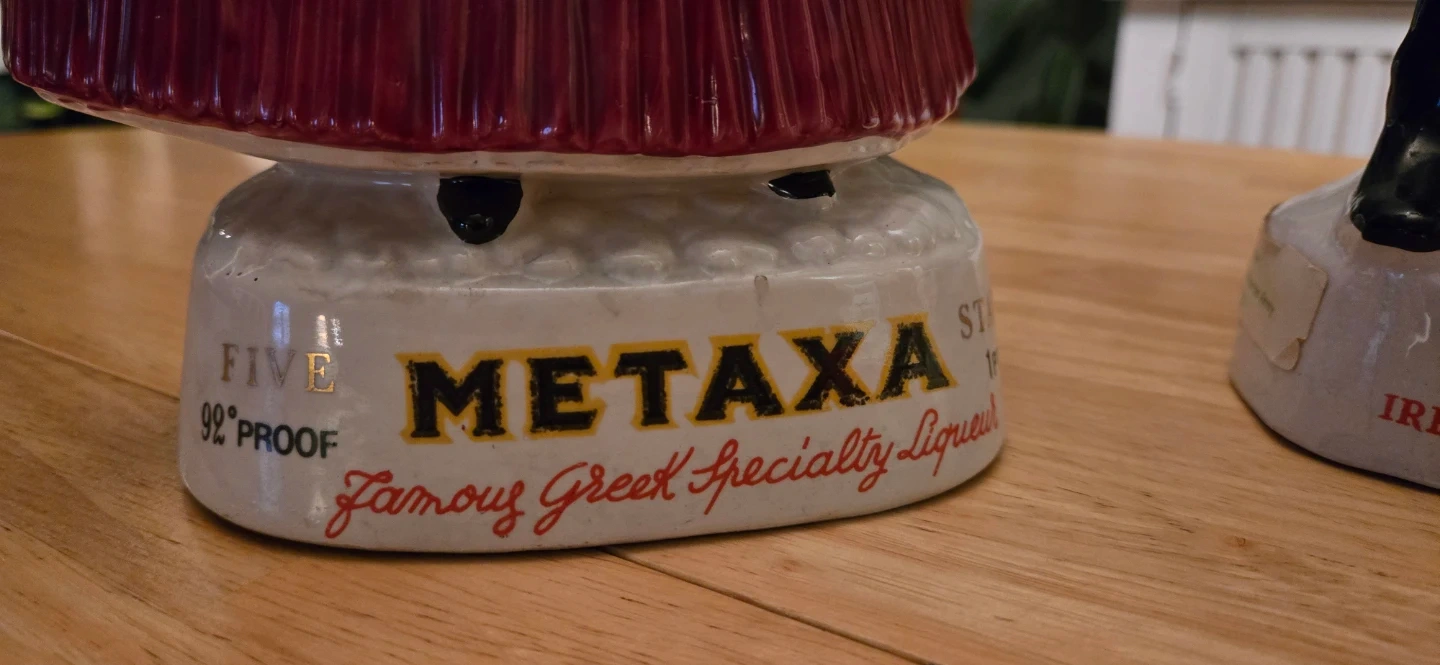 FIVE
METAXA
92° PROOF
Famous Greek Specialty Liqueur